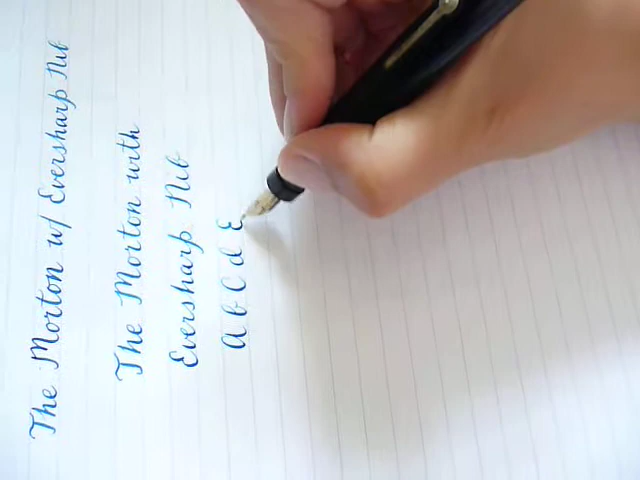 The Morton w/ Eversharp Nib
The Morton with
Eversharp Nib
a b C d E